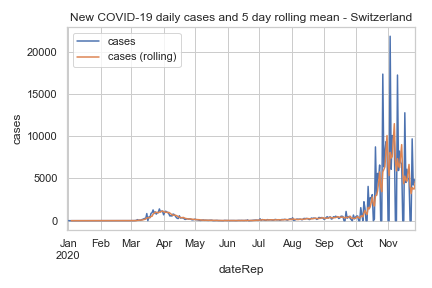 New COVID-19 daily cases and 5 day rolling mean - Switzerland
cases
cases (rolling)
cases
20000
15000
10000
5000
0
Jan Feb Mar Apr May Jun Jul Aug Sep Oct Nov
2020
dateRep